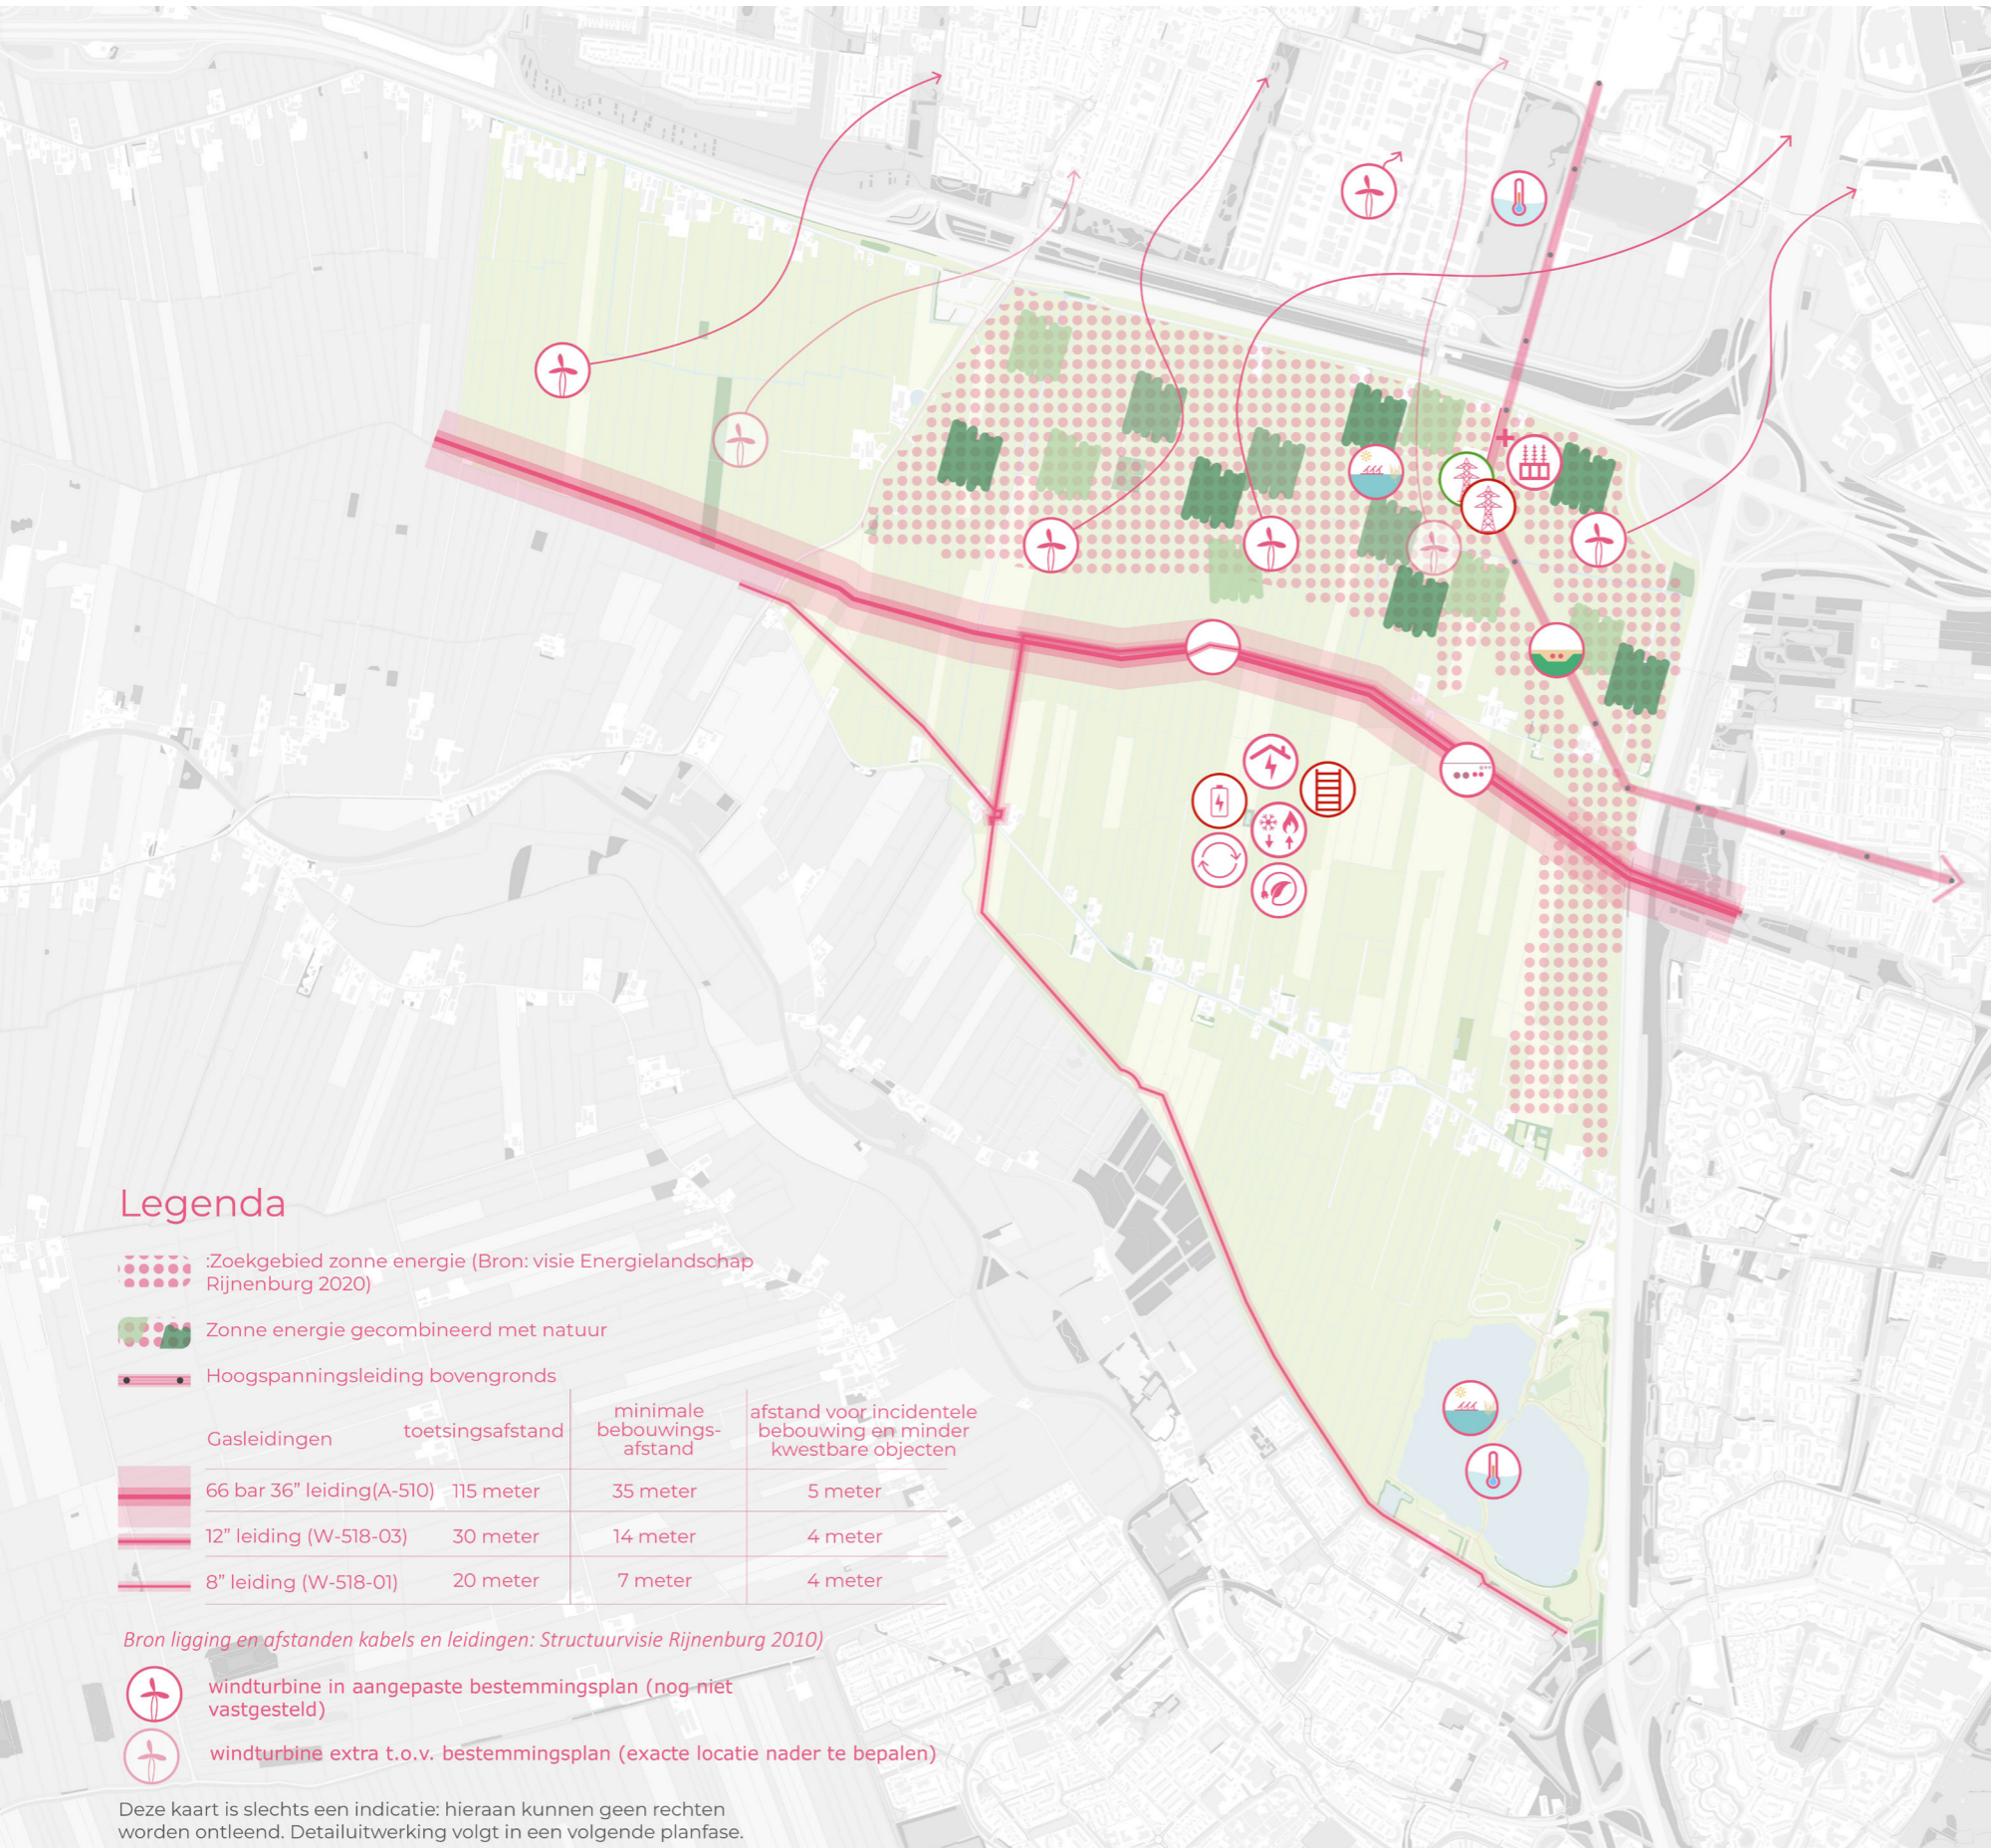 Legenda
:Zoekgebied zonne energie (Bron: visie Energielandschap
Rijnenburg 2020)
Zonne energie gecombineerd met natuur
Hoogspanningsleiding bovengronds
Gasleidingen
toetsingsafstand
minimale
bebouwings-
afstand
afstand voor incidentele
bebouwing en minder
kwestbare objecten
66 bar 36” leiding(A-510) 115 meter 35 meter 5 meter
12” leiding (W-518-03) 30 meter 14 meter 4 meter
8” leiding (W-518-01) 20 meter 7 meter 4 meter
Bron ligging en afstanden kabels en leidingen: Structuurvisie Rijnenburg 2010)
windturbine in aangepaste bestemmingsplan (nog niet
vastgesteld)
windturbine extra t.o.v. bestemmingsplan (exacte locatie nader te bepalen)
Deze kaart is slechts een indicatie: hieraan kunnen geen rechten
worden ontleend. Detailuitwerking volgt in een volgende planfase.